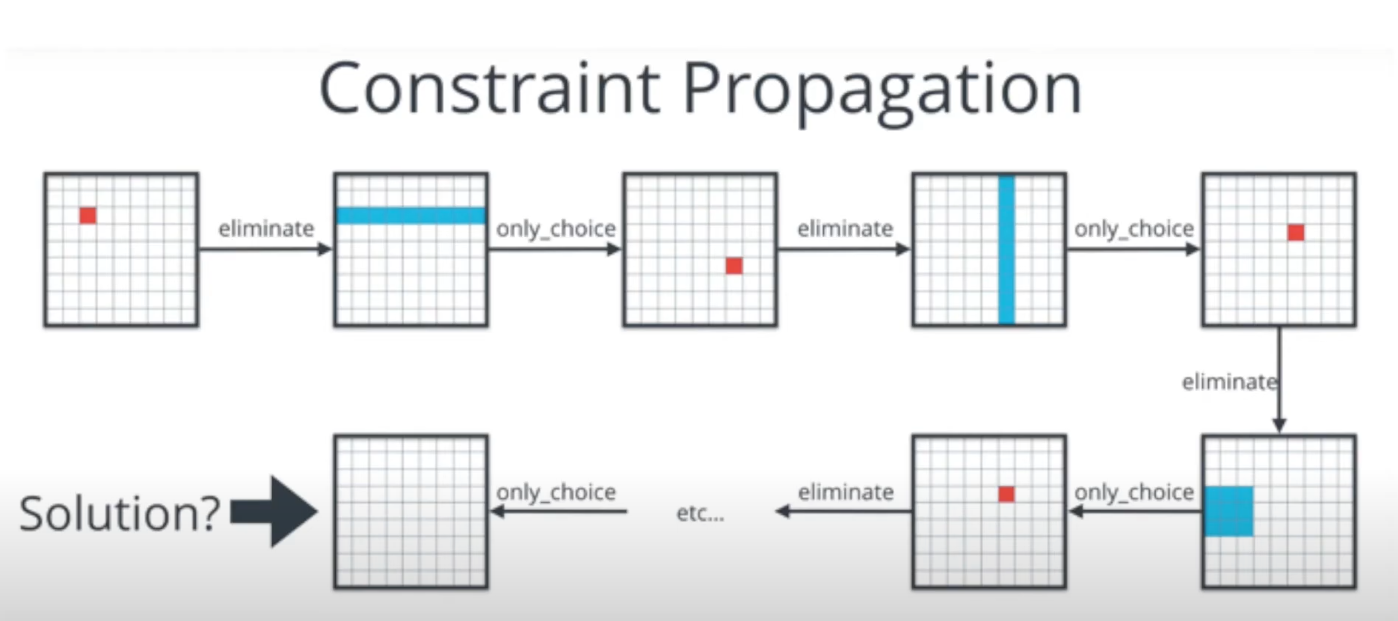 Constraint Propagation
eliminate
only_choice
eliminate
only_choice
eliminate
only_choice
eliminate
etc...
only_choice
Solution?